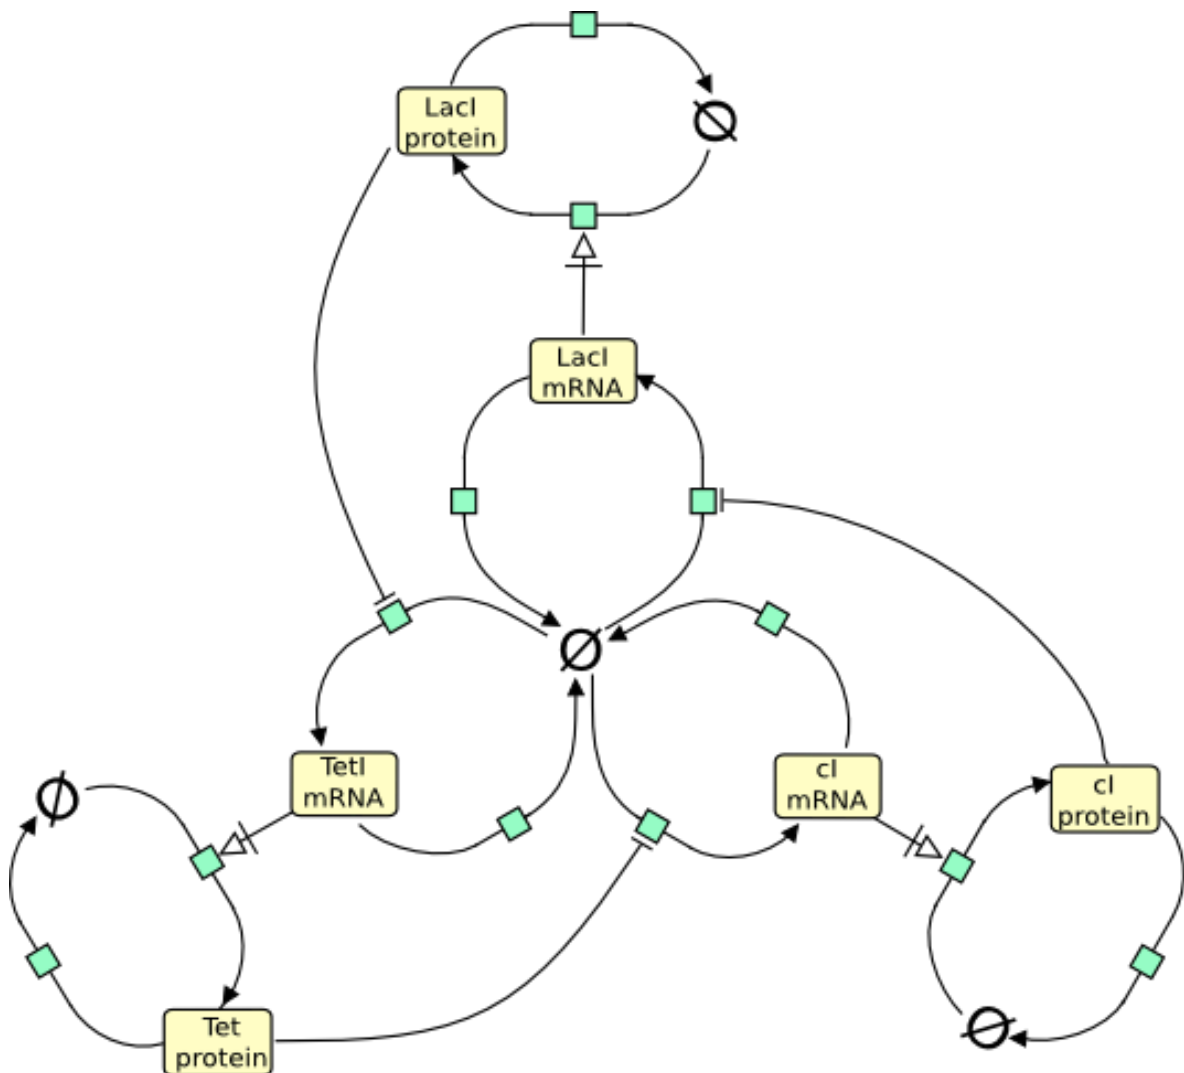 LacI
protein
Ø
LacI
mRNA
Ø
TetI
mRNA
cI
mRNA
Ø
cI
protein
Tet
protein
Ø